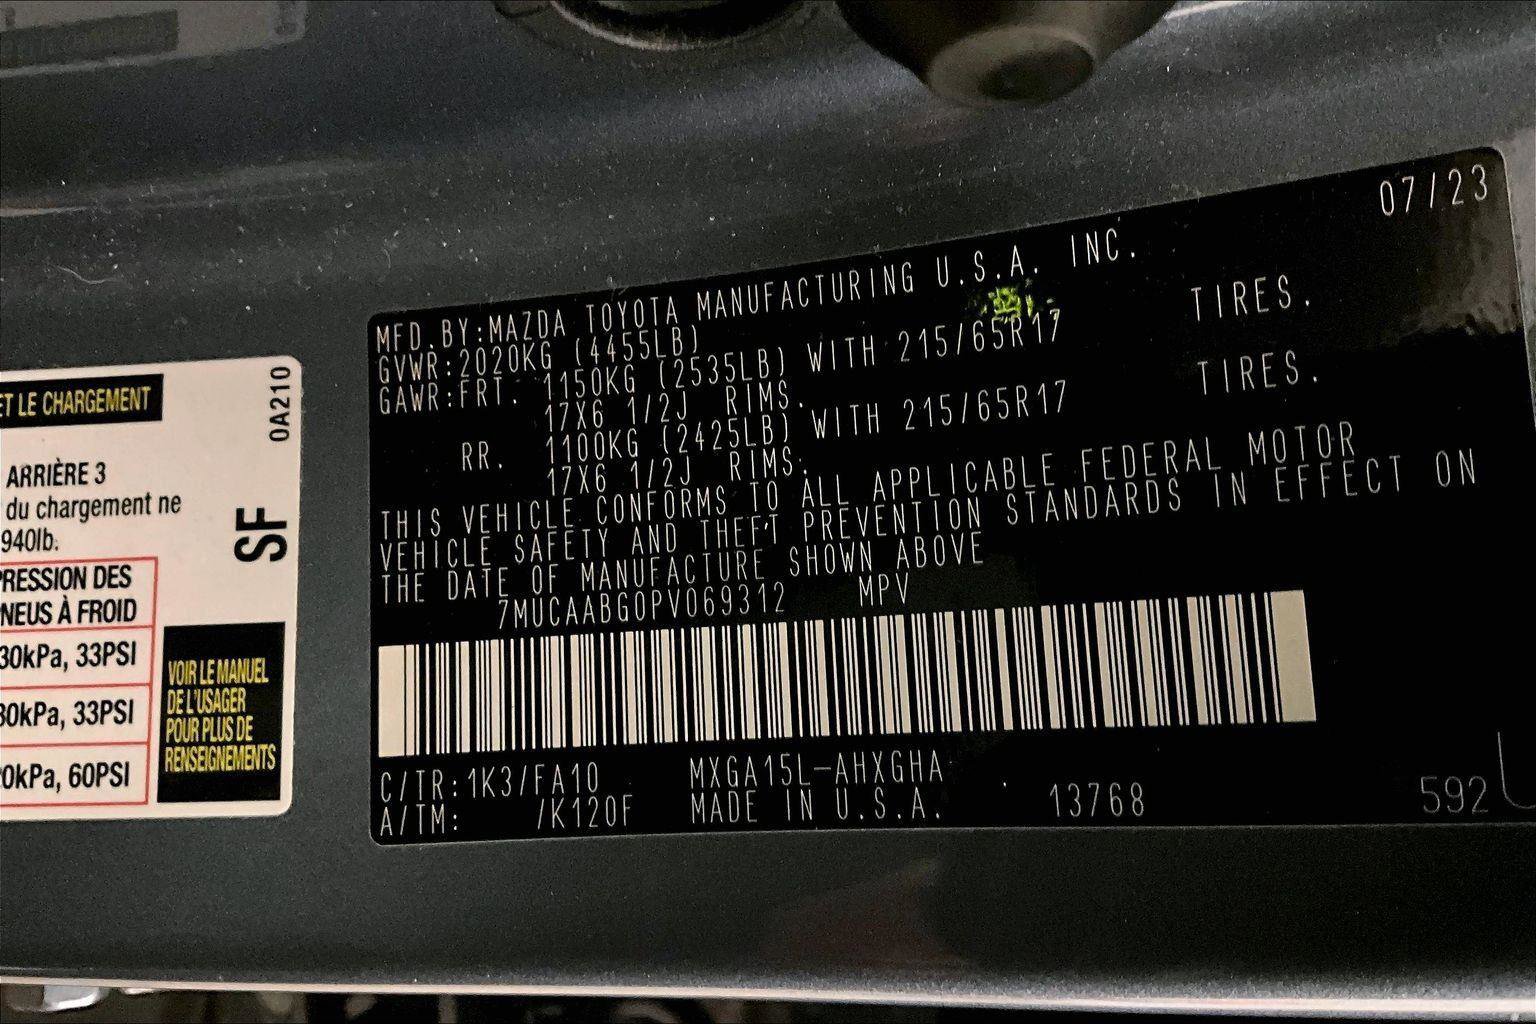 ET LE CHARGEMENT
0A210
ARRIÈRE 3
du chargement ne
940lb.
SF
PRESSION DES
PNEUS À FROID
30kPa, 33PSI
30kPa, 33PSI
0kPa, 60PSI
VOIR LE MANUEL
DE L'USAGER
POUR PLUS DE
RENSEIGNEMENTS
07/23
MFD.BY:MAZDA TOYOTA MANUFACTURING U.S.A. INC.
GVWR:2020KG (4455LB)
GAWR:FRT. 1150KG (2535LB) WITH 215/65R17 TIRES.
17X6 1/2J RIMS.
RR. 1100KG (2425LB) WITH 215/65R17 TIRES.
17X6 1/2J RIMS.
THIS VEHICLE CONFORMS TO ALL APPLICABLE FEDERAL MOTOR
VEHICLE SAFETY AND THEFT PREVENTION STANDARDS IN EFFECT ON
THE DATE OF MANUFACTURE SHOWN ABOVE
7MUCAABG0PV069312 MPV
C/TR:1K3/FA10 MXGA15L-AHXGHA
A/TM: /K120F MADE IN U.S.A. 13768 592